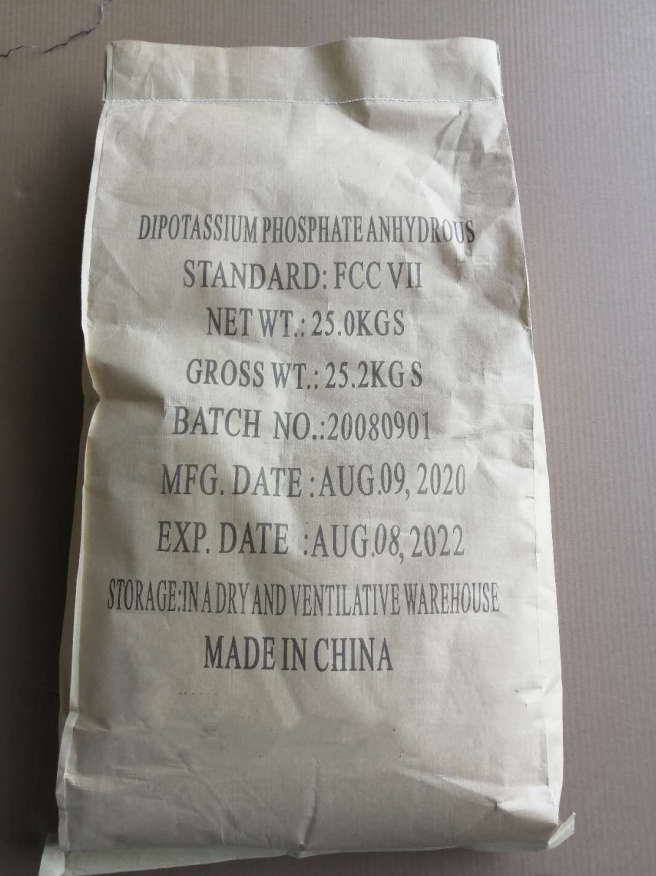 DIPOTASSIUM PHOSPHATE ANHYDROUS
STANDARD: FCC VII
NET WT.: 25.0KGS
GROSS WT.: 25.2KGS
BATCH NO.:20080901
MFG. DATE :AUG.09, 2020
EXP. DATE :AUG.08, 2022
STORAGE:IN A DRY AND VENTILATIVE WAREHOUSE
MADE IN CHINA